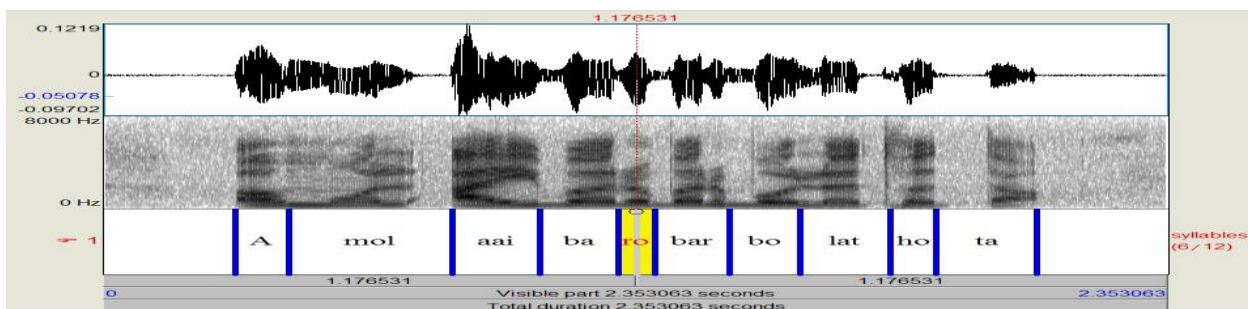 1.176531
0.1219
0
-0.05078
-0.09702
8000 Hz
0 Hz
☞ 1 A mol aai ba ro bar bo lat ho ta syllables
(6/12)
1.176531 1.176531
0 Visible part 2.353063 seconds 2.353063
Total duration 2.353063 seconds